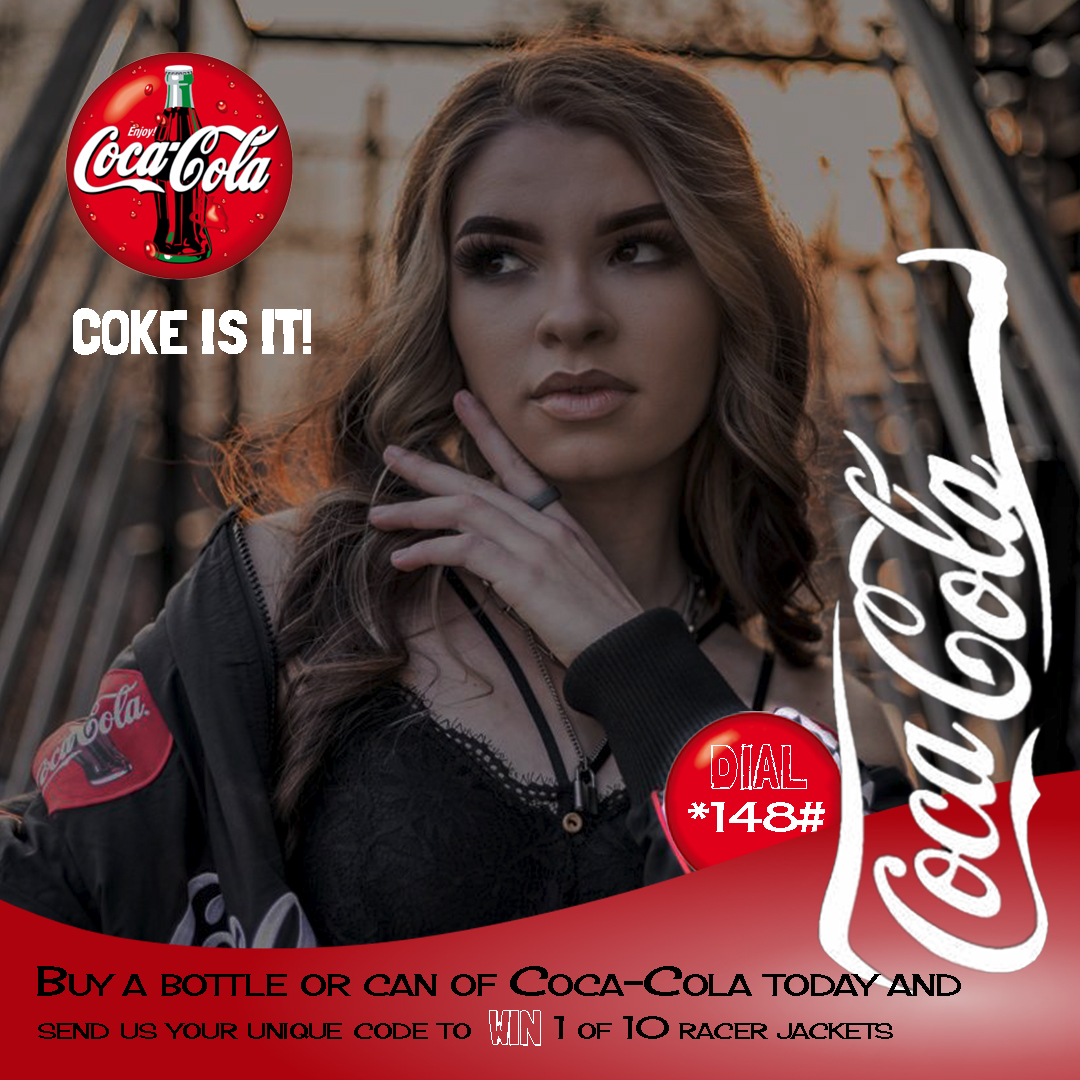 Enjoy!
Coca-Cola
COKE IS IT!
Coca-Cola
Coca-Cola
DIAL
*148#
BUY A BOTTLE OR CAN OF COCA-COLA TODAY AND
SEND US YOUR UNIQUE CODE TO WIN 1 OF 10 RACER JACKETS